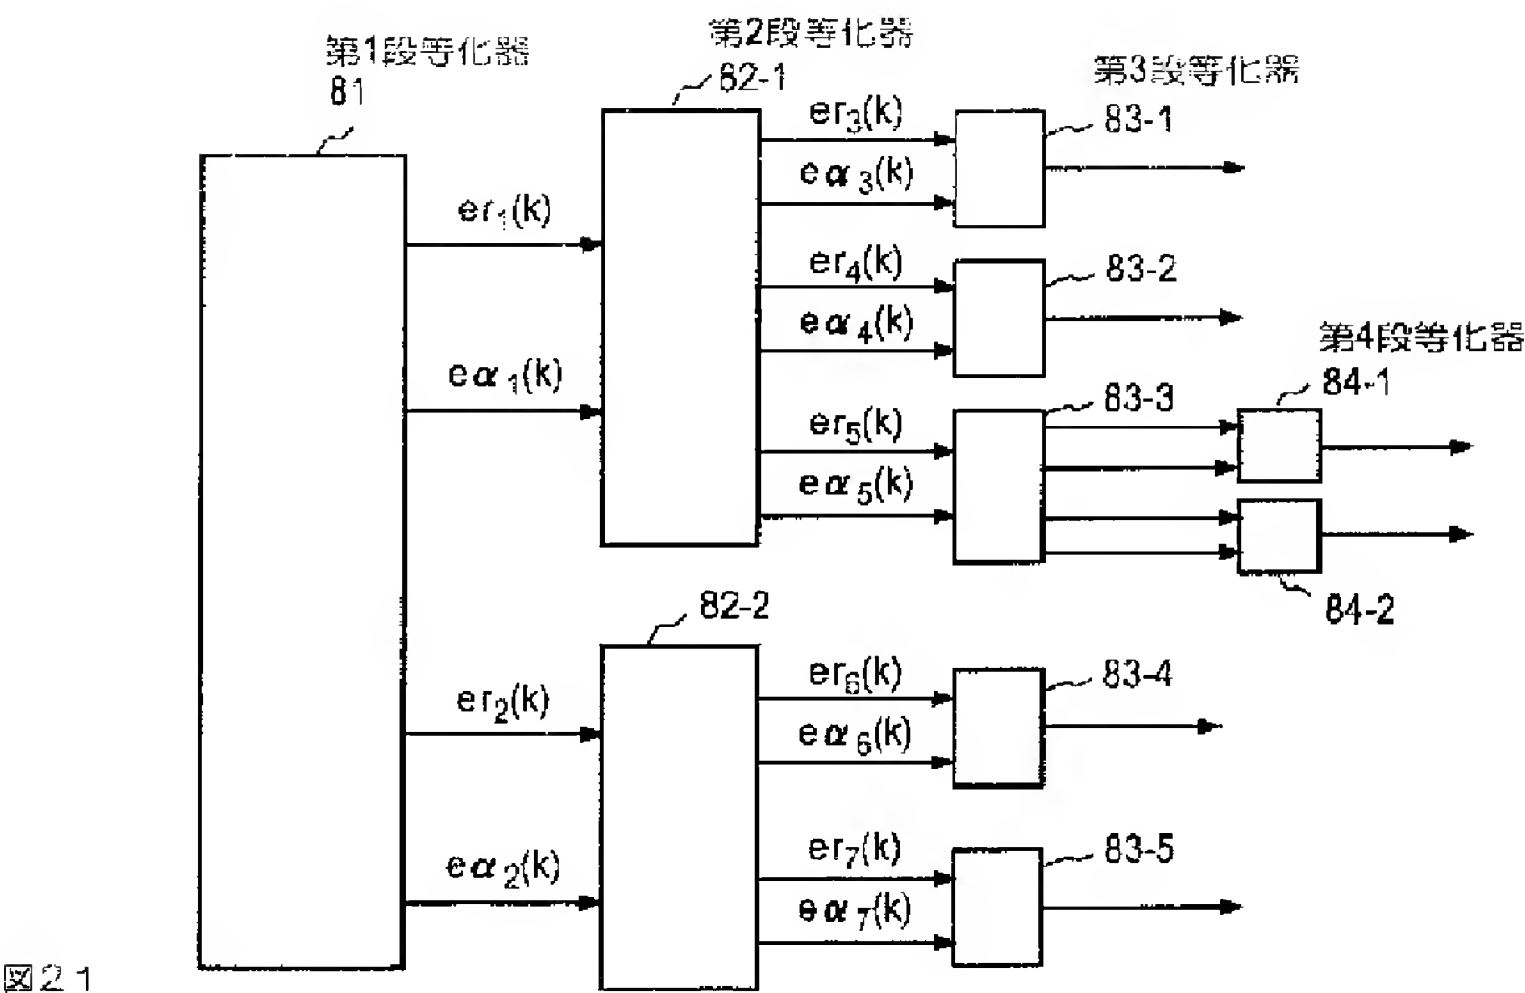 第1段等化器
81
第2段等化器
82-1
第3段等化器
83-1
er3(k)
eα3(k)
er1(k)
er4(k)
83-2
eα4(k)
第4段等化器
84-1
eα1(k)
83-3
er5(k)
eα5(k)
84-2
82-2
er6(k)
83-4
er2(k)
eα6(k)
er7(k)
83-5
eα2(k)
eα7(k)
図21